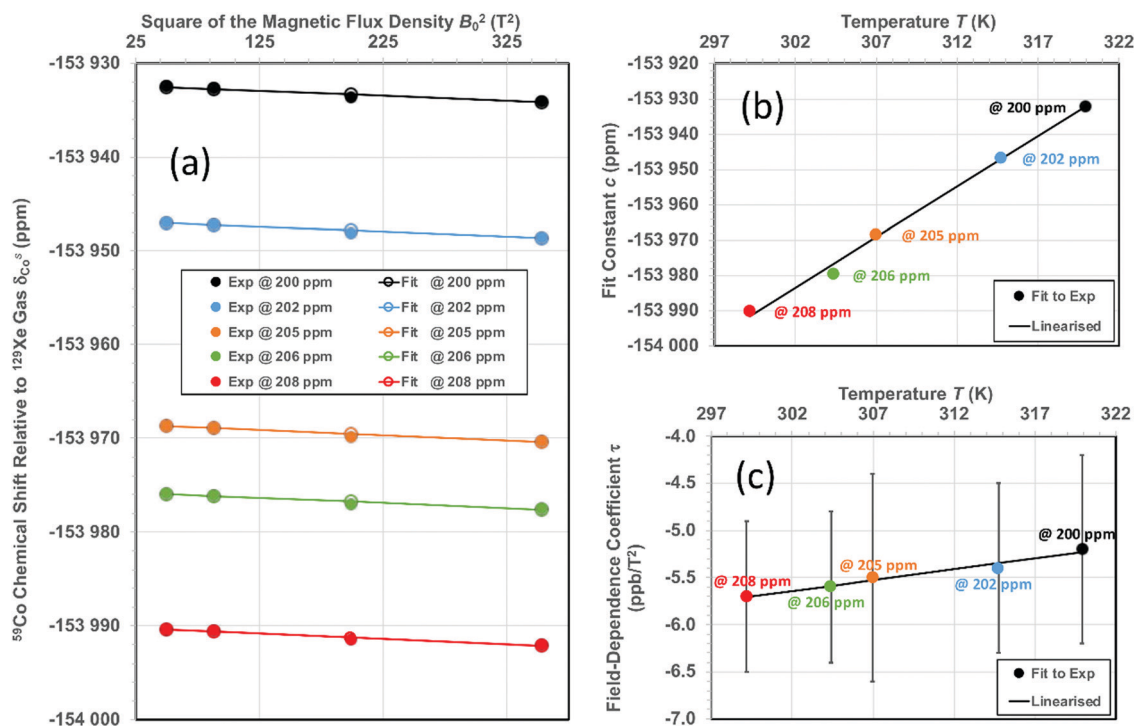 Square of the Magnetic Flux Density B₀² (T²)
25 125 225 325
-153 930
-153 940
-153 950
-153 960
-153 970
-153 980
-153 990
-154 000
⁵⁹Co Chemical Shift Relative to ¹²⁹Xe Gas δCoˢ (ppm)
(a)
Exp @ 200 ppm Fit @ 200 ppm
Exp @ 202 ppm Fit @ 202 ppm
Exp @ 205 ppm Fit @ 205 ppm
Exp @ 206 ppm Fit @ 206 ppm
Exp @ 208 ppm Fit @ 208 ppm
Temperature T (K)
297 302 307 312 317 322
-153 920
-153 930
-153 940
-153 950
-153 960
-153 970
-153 980
-153 990
-154 000
Fit Constant c (ppm)
(b)
@ 200 ppm
@ 202 ppm
@ 205 ppm
@ 206 ppm
@ 208 ppm
Fit to Exp
Linearised
Temperature T (K)
297 302 307 312 317 322
-4.0
-4.5
-5.0
-5.5
-6.0
-6.5
-7.0
Field-Dependence Coefficient τ
(ppb/T²)
(c)
@ 200 ppm
@ 205 ppm
@ 208 ppm
@ 202 ppm
@ 206 ppm
Fit to Exp
Linearised